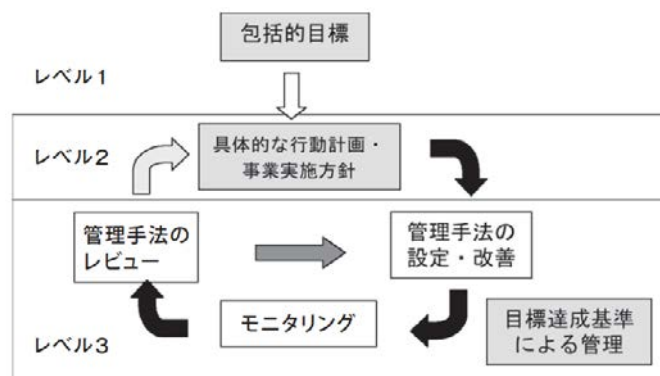 包括的目標
レベル1
レベル2
具体的な行動計画・
事業実施方針
管理手法の
レビュー
管理手法の
設定・改善
モニタリング
目標達成基準
による管理
レベル3